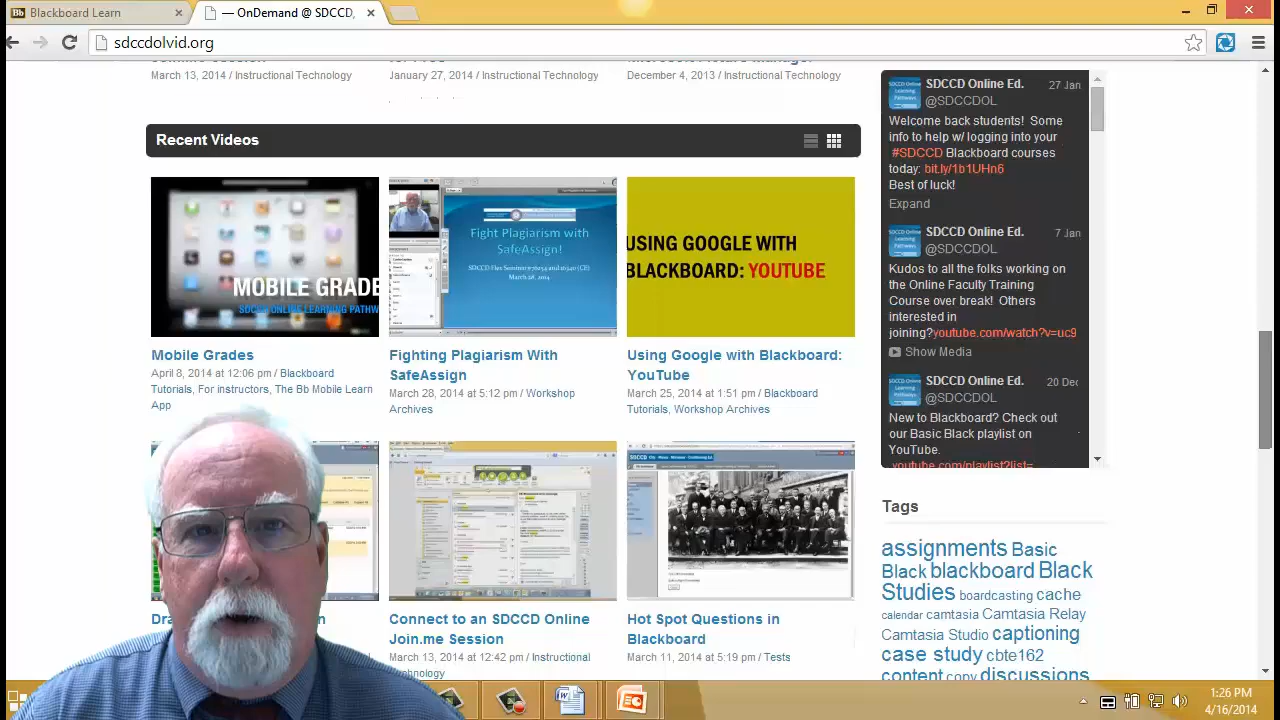 Blackboard Learn
— OnDemand @ SDCCD,
sdccdolvid.org
March 13, 2014 / Instructional Technology
January 27, 2014 / Instructional Technology
December 4, 2013 / Instructional Technology
Recent Videos
MOBILE GRADE
SDCCD ONLINE LEARNING PATHW
Fight Plagiarism with
SafeAssign!
March 28, 2014
USING GOOGLE WITH
BLACKBOARD: YOUTUBE
Mobile Grades
April 8, 2014 at 12:06 pm / Blackboard
Tutorials, For instructors, The Bb Mobile Learn
App
Fighting Plagiarism With
SafeAssign
March 28, 2014 at 5:12 pm / Workshop
Archives
Using Google with Blackboard:
YouTube
March 25, 2014 at 1:51 pm / Blackboard
Tutorials, Workshop Archives
Connect to an SDCCD Online
Join.me Session
March 13, 2014 at 12:42 pm / Instructional
Technology
Hot Spot Questions in
Blackboard
March 11, 2014 at 5:19 pm / Tests
SDCCD Online Ed. 27 Jan
@SDCCDOL
Welcome back students! Some
info to help w/ logging into your
#SDCCD Blackboard courses
today: bit.ly/1b1UHn6
Best of luck!
Expand
SDCCD Online Ed. 7 Jan
@SDCCDOL
Kudos to all the folks working on
the Online Faculty Training
Course over break! Others
interested in
joining?youtube.com/watch?v=uc9
Show Media
SDCCD Online Ed. 20 Dec
@SDCCDOL
New to Blackboard? Check out
our Basic Black playlist on
YouTube.
youtube.com/playlist?list=
Tags
assignments Basic
Black blackboard Black
Studies boardcasting cache
calendar camtasia Camtasia Relay
Camtasia Studio captioning
case study cbte162
content discussions
1:26 PM
4/16/2014